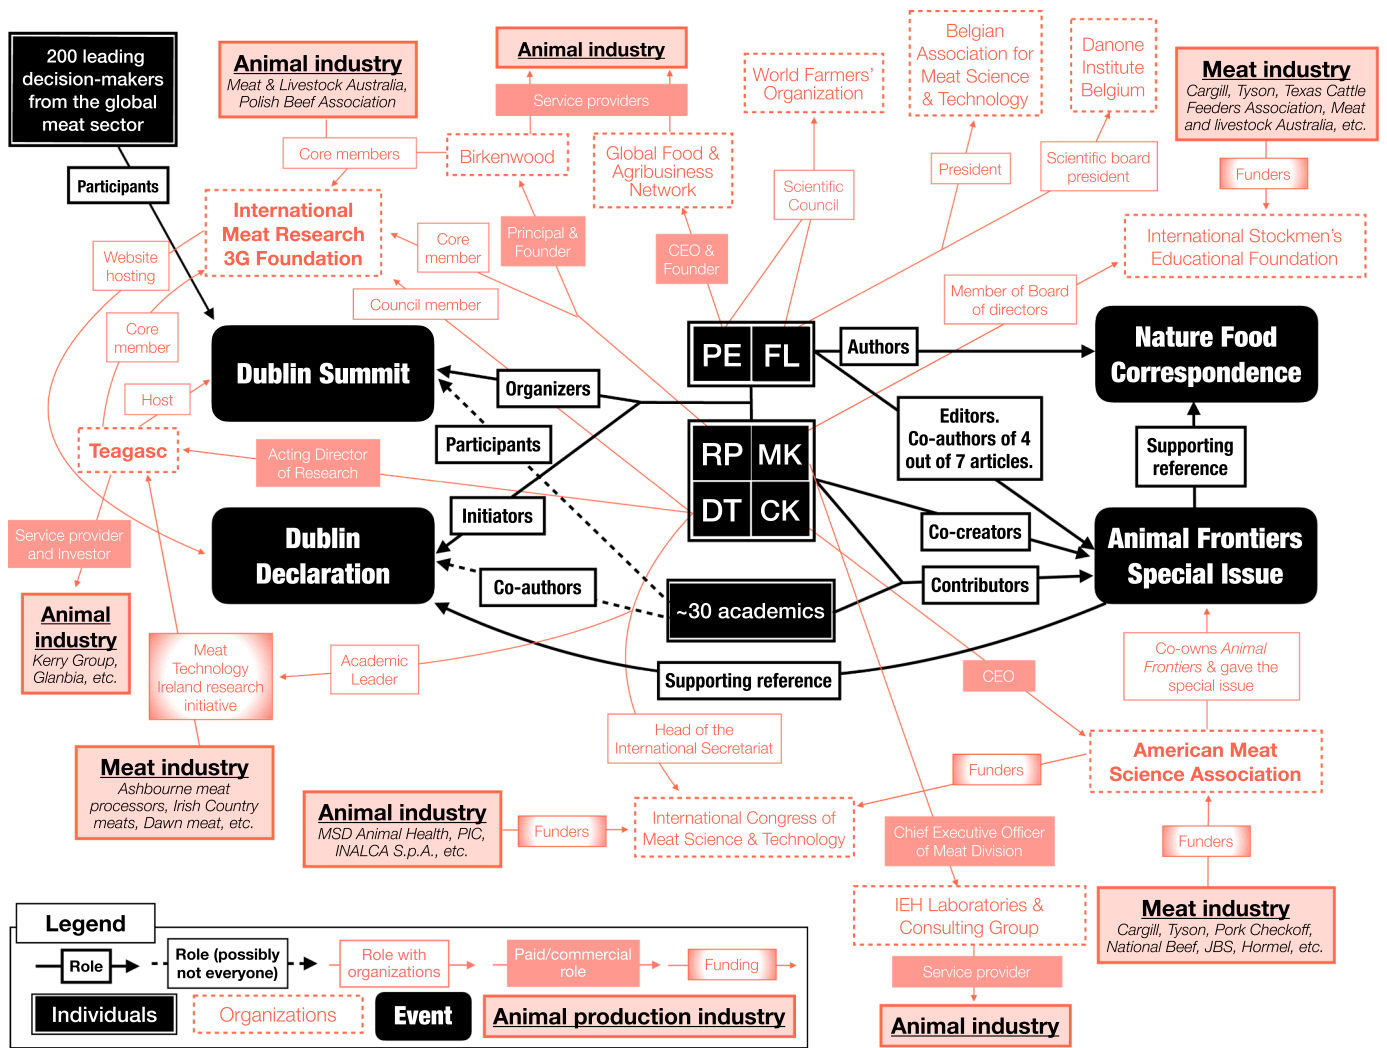 200 leading
decision-makers
from the global
meat sector
Participants
Animal industry
Meat & Livestock Australia,
Polish Beef Association
Core members
Animal industry
Service providers
Birkenwood
Global Food &
Agribusiness
Network
World Farmers'
Organization
Belgian
Association for
Meat Science
& Technology
Danone
Institute
Belgium
Meat industry
Cargill, Tyson, Texas Cattle
Feeders Association, Meat
and livestock Australia, etc.
Funders
International
Meat Research
3G Foundation
Website
hosting
Core
member
Council member
Principal &
Founder
CEO &
Founder
Scientific
Council
President
Scientific board
president
International Stockmen's
Educational Foundation
Member of Board
of directors
Core
member
Host
Teagasc
Dublin Summit
PE
FL
Authors
Nature Food
Correspondence
Organizers
Participants
Editors.
Co-authors of 4
out of 7 articles.
Supporting
reference
RP
MK
DT
CK
Acting Director
of Research
Initiators
Service provider
and Investor
Dublin
Declaration
Co-creators
Animal Frontiers
Special Issue
Co-authors
~30 academics
Contributors
Animal
industry
Kerry Group,
Glanbia, etc.
Meat
Technology
Ireland research
initiative
Academic
Leader
Supporting reference
CEO
Co-owns Animal
Frontiers & gave the
special issue
Head of the
International Secretariat
American Meat
Science Association
Meat industry
Ashbourne meat
processors, Irish Country
meats, Dawn meat, etc.
Animal industry
MSD Animal Health, PIC,
INALCA S.p.A., etc.
Funders
International Congress of
Meat Science & Technology
Funders
Chief Executive Officer
of Meat Division
Funders
IEH Laboratories &
Consulting Group
Meat industry
Cargill, Tyson, Pork Checkoff,
National Beef, JBS, Hormel, etc.
Service provider
Animal industry
Legend
Role
Role (possibly
not everyone)
Role with
organizations
Paid/commercial
role
Funding
Individuals
Organizations
Event
Animal production industry